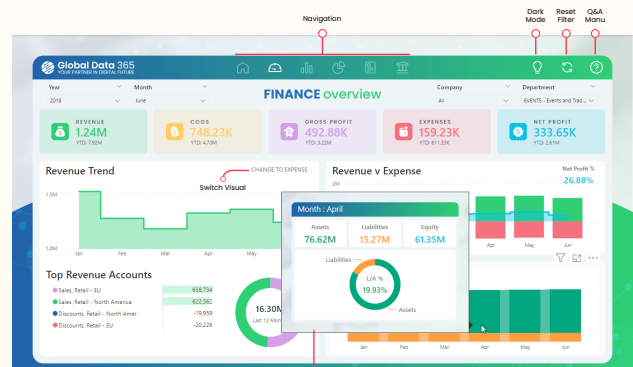 Navigation
Dark Mode
Reset Filter
Q&A Manu
Global Data 365
YOUR PARTNER IN DIGITAL FUTURE
Year
Month
Company
Department
2018
June
All
EVENTS - Events and Trad...
FINANCE overview
REVENUE
1.24M
YTD: 7.92M
COGS
748.23K
YTD: 4.70M
GROSS PROFIT
492.88K
YTD: 3.22M
EXPENSES
159.23K
YTD: 611.23K
NET PROFIT
333.65K
YTD: 2.61M
Revenue Trend
CHANGE TO EXPENSE
Switch Visual
1.5M
1.0M
Jan Feb Mar Apr May Jun
Revenue v Expense
Net Profit %
26.88%
2M
Apr May Jun
Month : April
Assets
76.62M
Liabilities
15.27M
Equity
61.35M
Liabilities
L/A %
19.93%
Assets
Top Revenue Accounts
Sales, Retail - EU 658,734
Sales, Retail - North America 622,562
Discounts, Retail - North Amer -19,959
Discounts, Retail - EU -20,226
16.30M
Last 12 Mon
Jan Feb Mar Apr May Jun